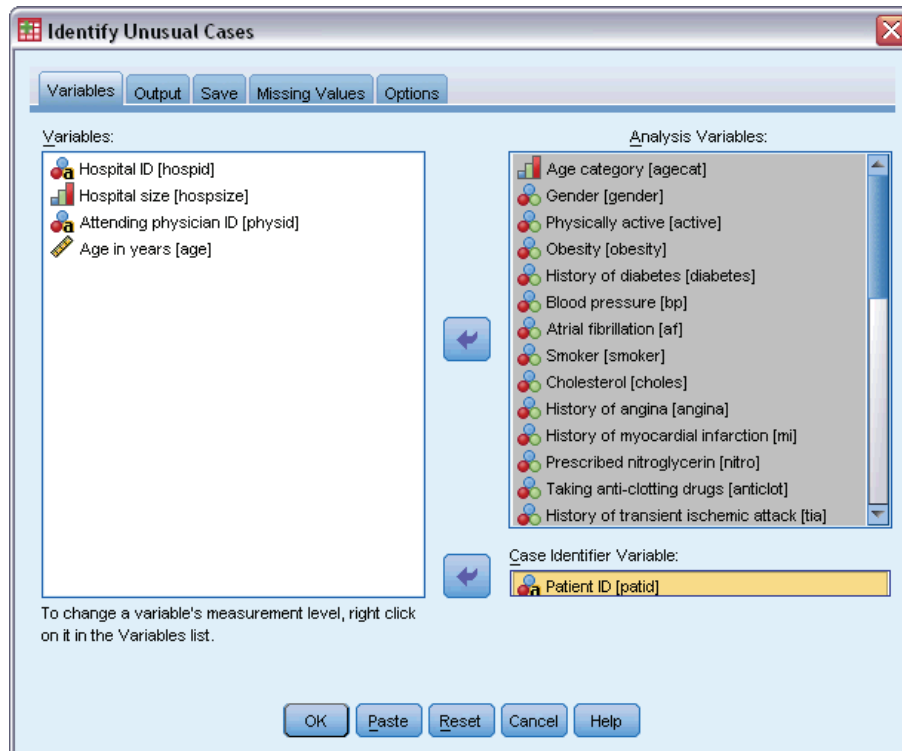 Identify Unusual Cases
Variables Output Save Missing Values Options
Variables:
Hospital ID [hospid]
Hospital size [hospsize]
Attending physician ID [physid]
Age in years [age]
To change a variable's measurement level, right click
on it in the Variables list.
Analysis Variables:
Age category [agecat]
Gender [gender]
Physically active [active]
Obesity [obesity]
History of diabetes [diabetes]
Blood pressure [bp]
Atrial fibrillation [af]
Smoker [smoker]
Cholesterol [choles]
History of angina [angina]
History of myocardial infarction [mi]
Prescribed nitroglycerin [nitro]
Taking anti-clotting drugs [anticlot]
History of transient ischemic attack [tia]
Case Identifier Variable:
Patient ID [patid]
OK Paste Reset Cancel Help